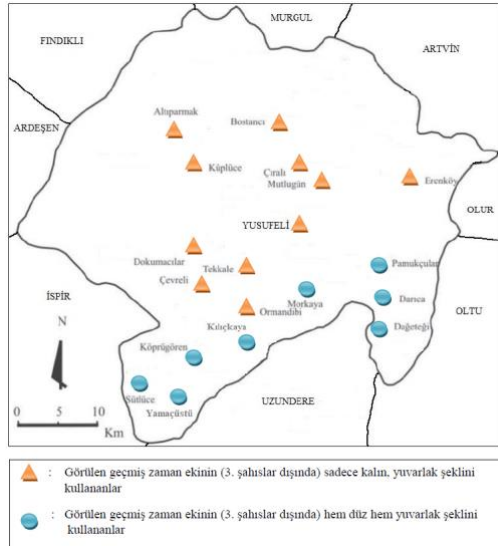 MURGUL
FINDIKLI
ARTVİN
ARDEŞEN
Altıparmak
Bostancı
Küplüce
Çıralı
Mutlugün
Erenköy
OLUR
YUSUFELİ
Dokumacılar
Tekkale
Pamukçular
Çevreli
İSPİR
Morkaya
Darıca
OLTU
Ormandibi
N
Kılıçkaya
Dağeteği
Köprügören
Sütlüce
Yamaçüstü
UZUNDERE
0 5 10
Km
: Görülen geçmiş zaman ekinin (3. şahıslar dışında) sadece kalın, yuvarlak şeklini
kullananlar
: Görülen geçmiş zaman ekinin (3. şahıslar dışında) hem düz hem yuvarlak şeklini
kullananlar